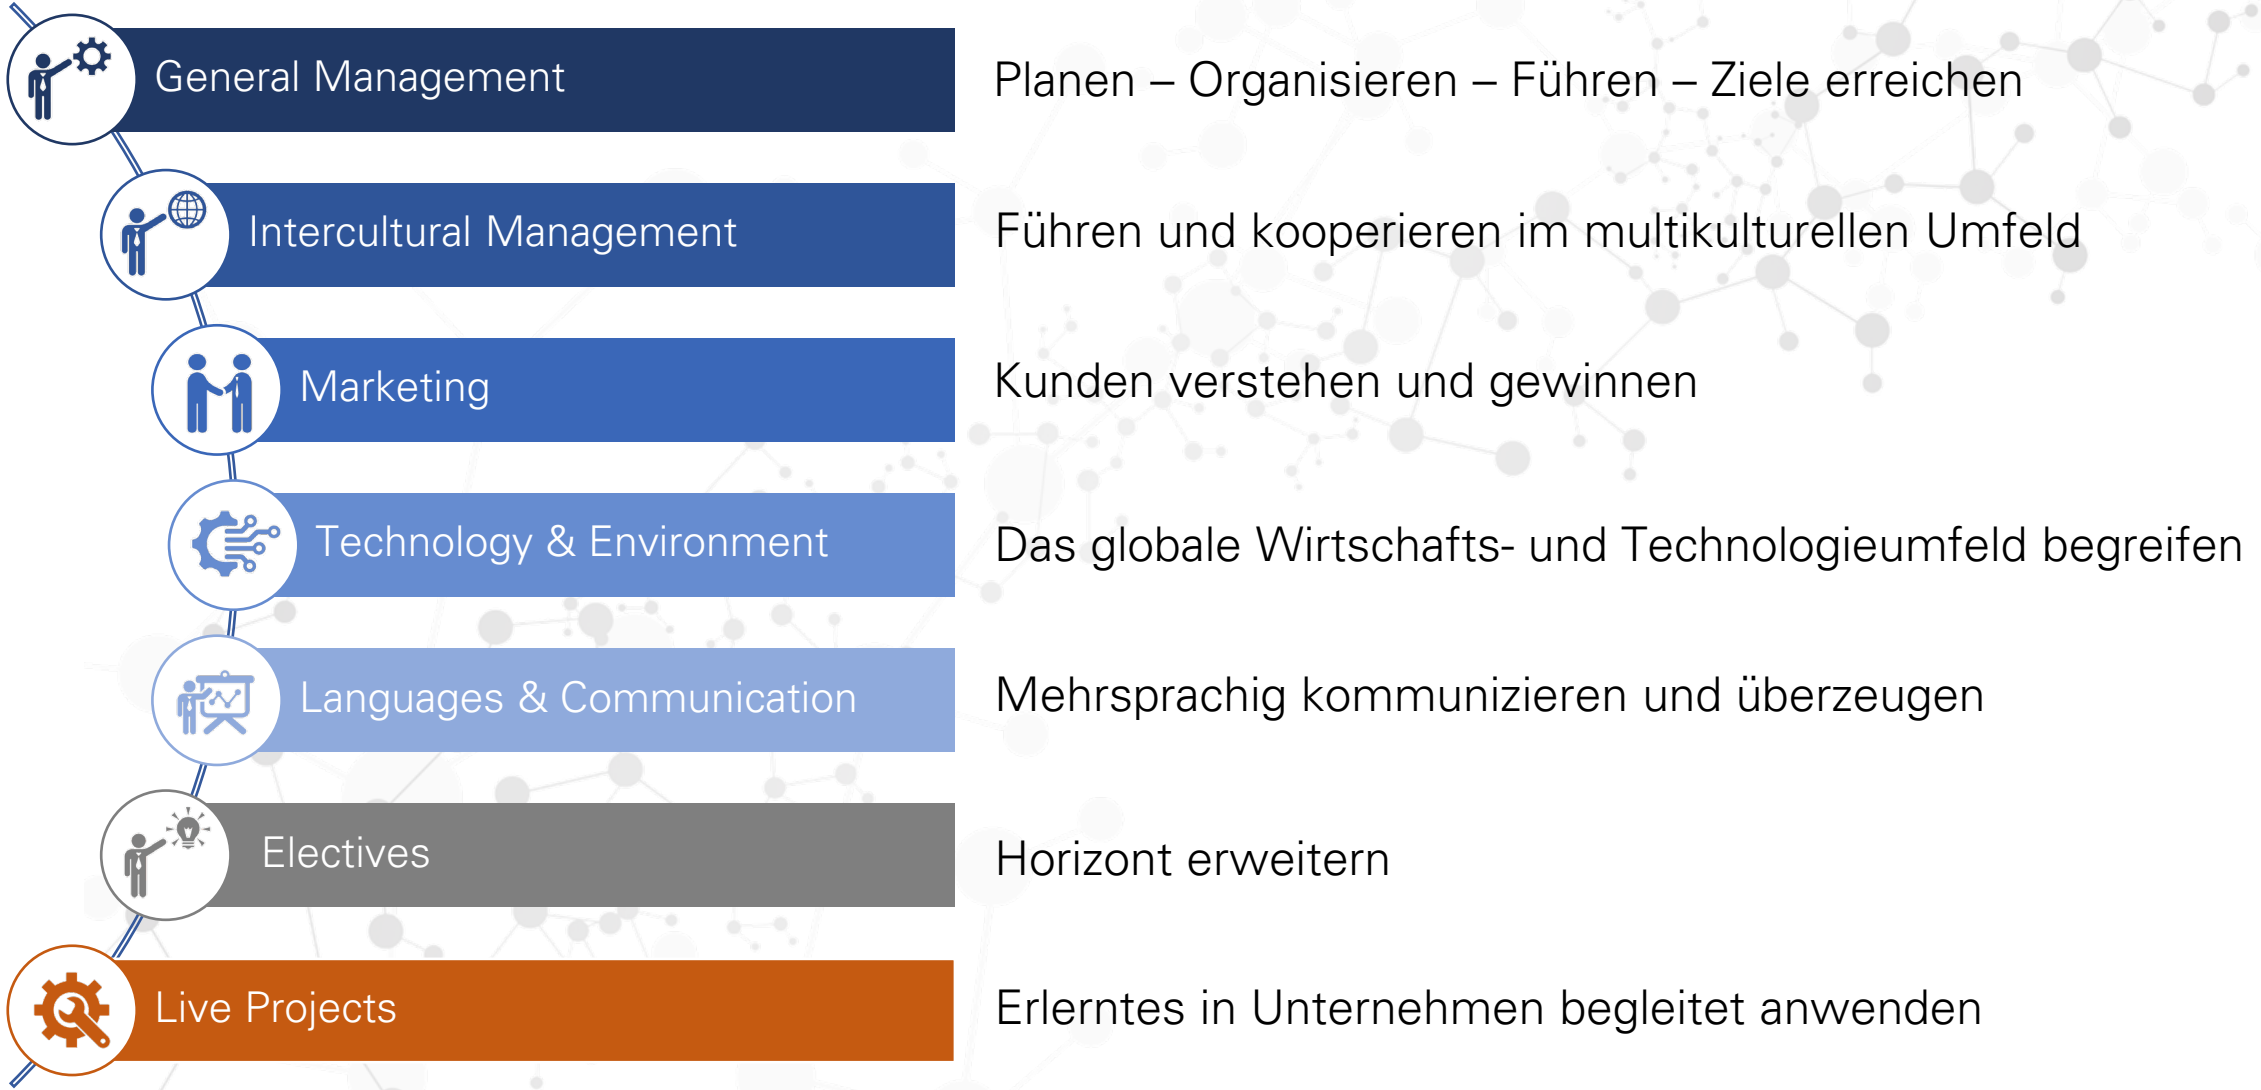 General Management
Planen – Organisieren – Führen – Ziele erreichen
Intercultural Management
Führen und kooperieren im multikulturellen Umfeld
Marketing
Kunden verstehen und gewinnen
Technology & Environment
Das globale Wirtschafts- und Technologieumfeld begreifen
Languages & Communication
Mehrsprachig kommunizieren und überzeugen
Electives
Horizont erweitern
Live Projects
Erlerntes in Unternehmen begleitet anwenden